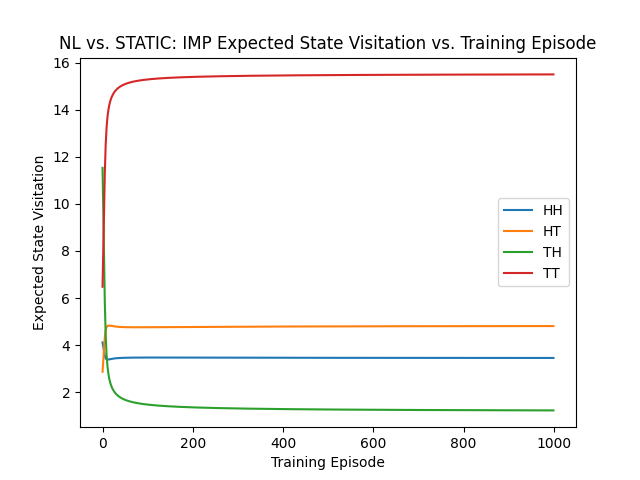 NL vs. STATIC: IMP Expected State Visitation vs. Training Episode
16
14
12
10
8
6
4
2
Expected State Visitation
HH
HT
TH
TT
0 200 400 600 800 1000
Training Episode